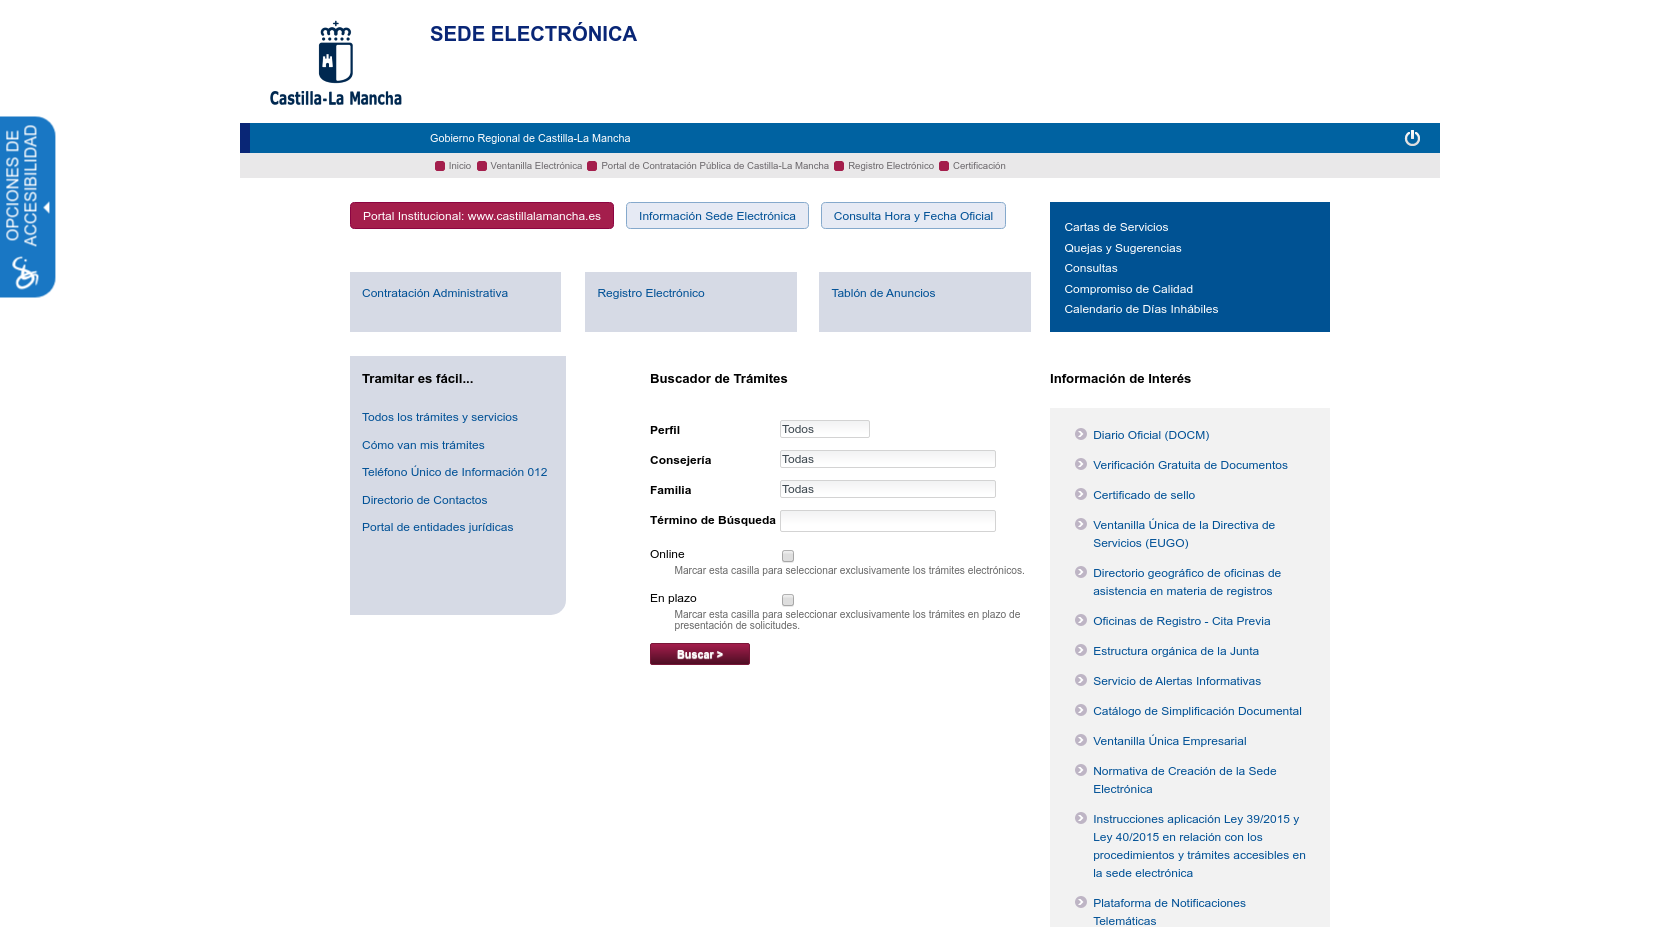 SEDE ELECTRÓNICA
Castilla-La Mancha
OPCIONES DE
ACCESIBILIDAD
Gobierno Regional de Castilla-La Mancha
Inicio Ventanilla Electrónica Portal de Contratación Pública de Castilla-La Mancha Registro Electrónico Certificación
Portal Institucional: www.castillalamancha.es
Información Sede Electrónica
Consulta Hora y Fecha Oficial
Cartas de Servicios
Quejas y Sugerencias
Consultas
Compromiso de Calidad
Calendario de Días Inhábiles
Contratación Administrativa
Registro Electrónico
Tablón de Anuncios
Tramitar es fácil...
Todos los trámites y servicios
Cómo van mis trámites
Teléfono Único de Información 012
Directorio de Contactos
Portal de entidades jurídicas
Buscador de Trámites
Perfil Todos
Consejería Todas
Familia Todas
Término de Búsqueda
Online
Marcar esta casilla para seleccionar exclusivamente los trámites electrónicos.
En plazo
Marcar esta casilla para seleccionar exclusivamente los trámites en plazo de
presentación de solicitudes.
Buscar >
Información de Interés
Diario Oficial (DOCM)
Verificación Gratuita de Documentos
Certificado de sello
Ventanilla Única de la Directiva de
Servicios (EUGO)
Directorio geográfico de oficinas de
asistencia en materia de registros
Oficinas de Registro - Cita Previa
Estructura orgánica de la Junta
Servicio de Alertas Informativas
Catálogo de Simplificación Documental
Ventanilla Única Empresarial
Normativa de Creación de la Sede
Electrónica
Instrucciones aplicación Ley 39/2015 y
Ley 40/2015 en relación con los
procedimientos y trámites accesibles en
la sede electrónica
Plataforma de Notificaciones
Telemáticas